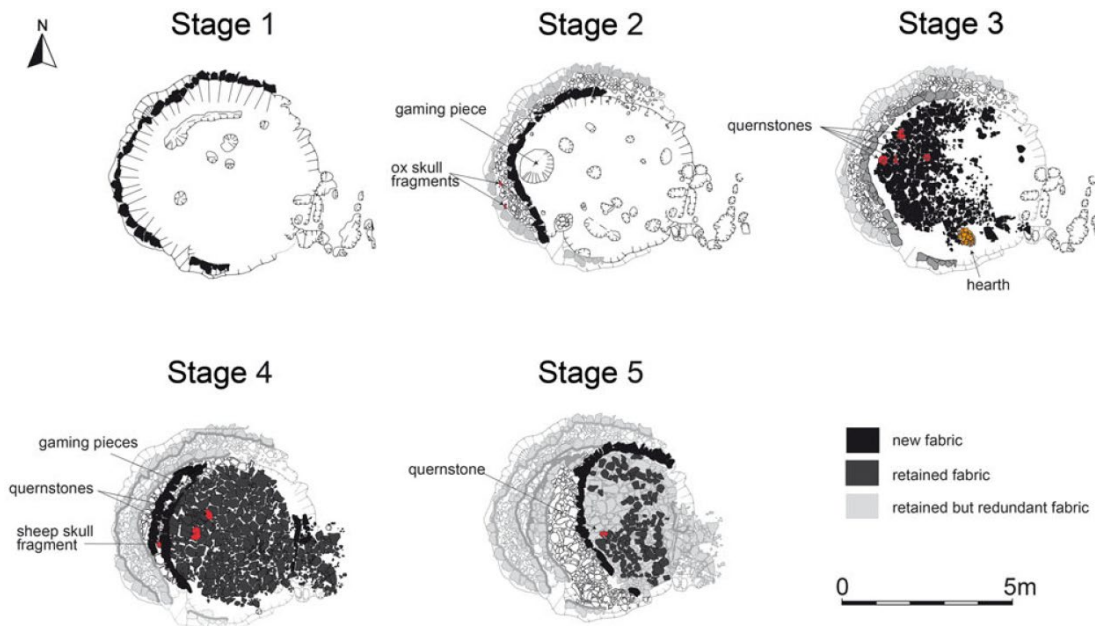 N
Stage 1
Stage 2
Stage 3
gaming piece
ox skull
fragments
quernstones
hearth
Stage 4
Stage 5
gaming pieces
quernstones
sheep skull
fragment
quernstone
new fabric
retained fabric
retained but redundant fabric
0
5m